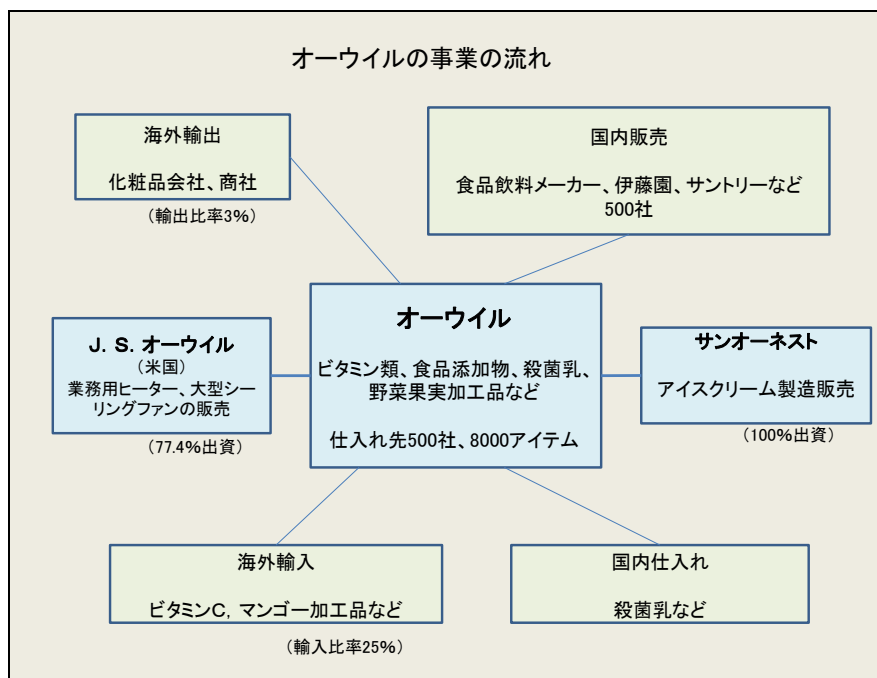 オーウイルの事業の流れ
海外輸出
化粧品会社、商社
(輸出比率3%)
国内販売
食品飲料メーカー、伊藤園、サントリーなど
500社
オーウイル
ビタミン類、食品添加物、殺菌乳、
野菜果実加工品など
仕入れ先500社、8000アイテム
J．S．オーウイル
(米国)
業務用ヒーター、大型シー
リングファンの販売
(77.4%出資)
サンオーネスト
アイスクリーム製造販売
(100%出資)
海外輸入
ビタミンC，マンゴー加工品など
(輸入比率25%)
国内仕入れ
殺菌乳など